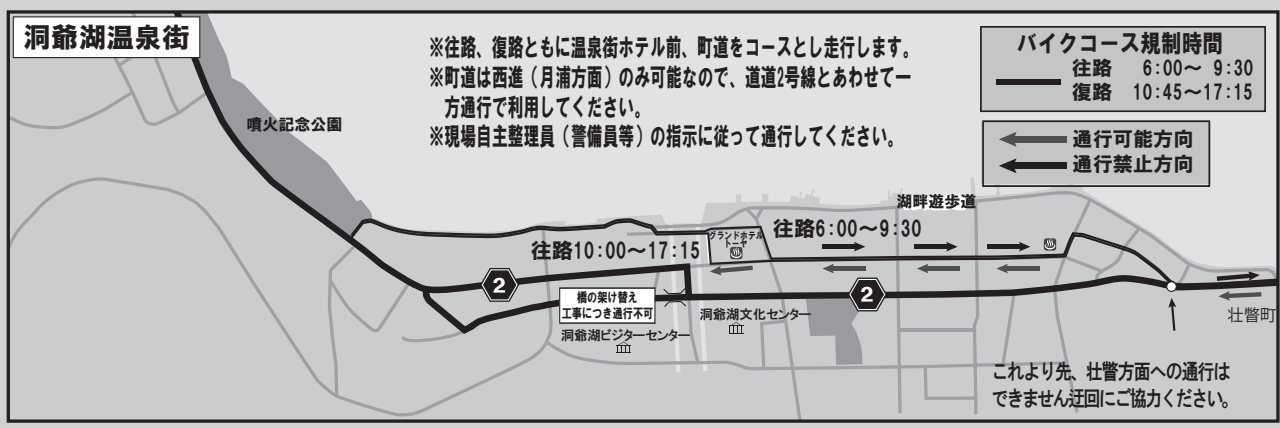 洞爺湖温泉街
※往路、復路ともに温泉街ホテル前、町道をコースとし走行します。
※町道は西進（月浦方面）のみ可能なので、道道2号線とあわせて一
方通行で利用してください。
※現場自主整理員（警備員等）の指示に従って通行してください。
バイクコース規制時間
往路 6:00～ 9:30
復路 10:45～17:15
通行可能方向
通行禁止方向
噴火記念公園
湖畔遊歩道
往路10:00～17:15
グランドホテル
トーヤ
往路6:00～9:30
2
2
橋の架け替え
工事につき通行不可
洞爺湖文化センター
洞爺湖ビジターセンター
壮瞥町
これより先、壮瞥方面への通行は
できません迂回にご協力ください。